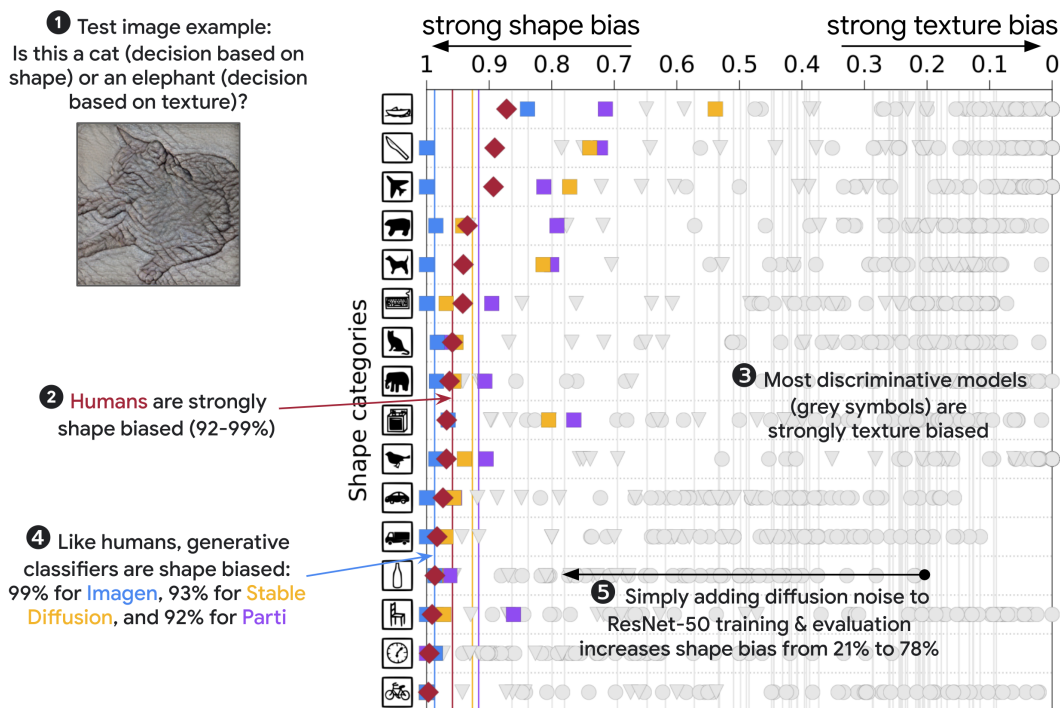 ❶ Test image example:
Is this a cat (decision based on
shape) or an elephant (decision
based on texture)?
strong shape bias
strong texture bias
1 0.9 0.8 0.7 0.6 0.5 0.4 0.3 0.2 0.1 0
Shape categories
❷ Humans are strongly
shape biased (92-99%)
❸ Most discriminative models
(grey symbols) are
strongly texture biased
❹ Like humans, generative
classifiers are shape biased:
99% for Imagen, 93% for Stable
Diffusion, and 92% for Parti
❺ Simply adding diffusion noise to
ResNet-50 training & evaluation
increases shape bias from 21% to 78%